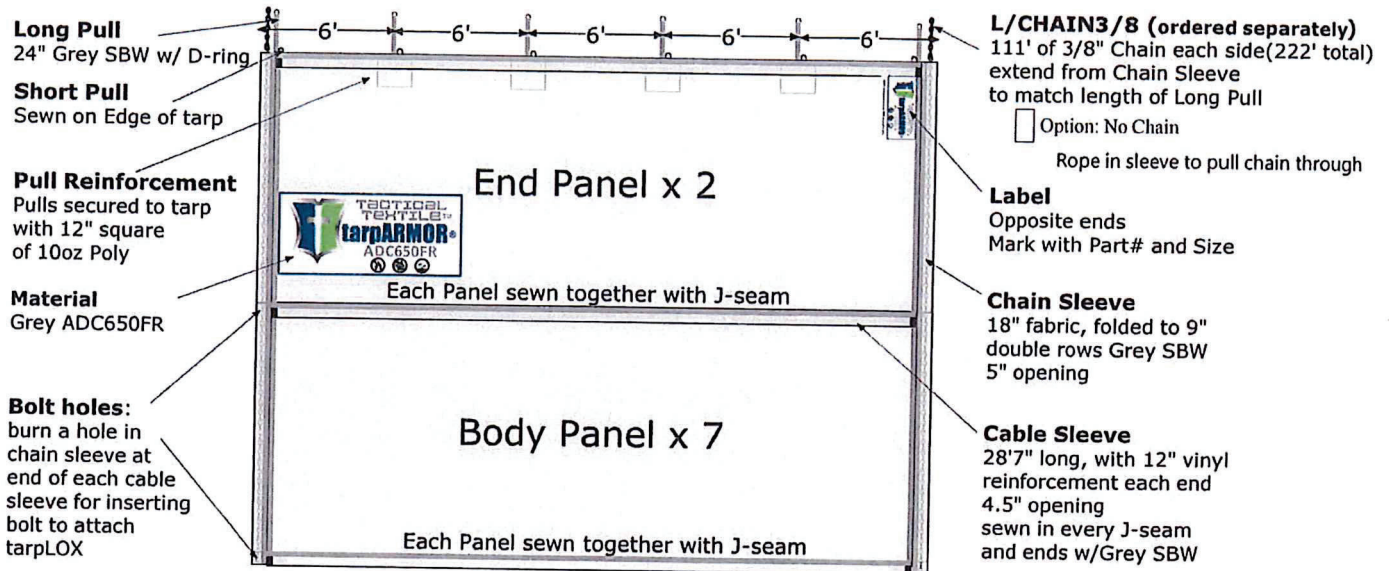 Long Pull
24" Grey SBW w/ D-ring
Short Pull
Sewn on Edge of tarp
Pull Reinforcement
Pulls secured to tarp
with 12" square
of 10oz Poly
Material
Grey ADC650FR
Bolt holes:
burn a hole in
chain sleeve at
end of each cable
sleeve for inserting
bolt to attach
tarpLOX
6' 6' 6' 6' 6'
End Panel x 2
TACTICAL
TEXTILE™
tarpARMOR®
ADC650FR
Each Panel sewn together with J-seam
Body Panel x 7
Each Panel sewn together with J-seam
tarpARMOR
L/CHAIN3/8 (ordered separately)
111' of 3/8" Chain each side(222' total)
extend from Chain Sleeve
to match length of Long Pull
Option: No Chain
Rope in sleeve to pull chain through
Label
Opposite ends
Mark with Part# and Size
Chain Sleeve
18" fabric, folded to 9"
double rows Grey SBW
5" opening
Cable Sleeve
28'7" long, with 12" vinyl
reinforcement each end
4.5" opening
sewn in every J-seam
and ends w/Grey SBW